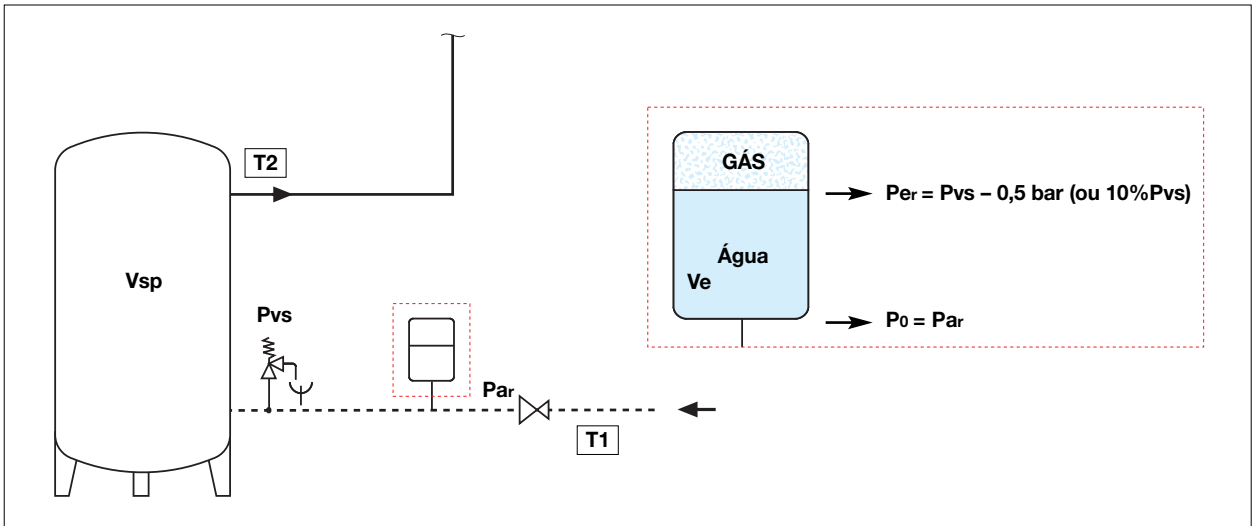 T2
GÁS
Per = Pvs – 0,5 bar (ou 10%Pvs)
Água
Vsp
Ve
Pvs
P0 = Par
Par
T1